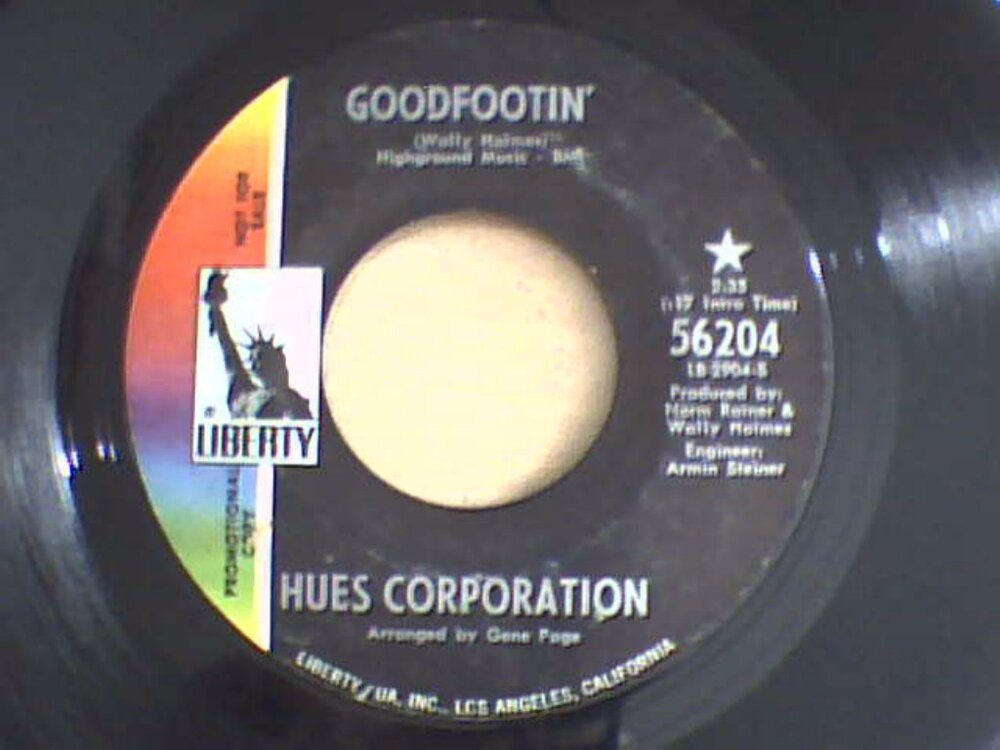 GOODFOOTIN'
(Wally Holmes)
Highground Music - BMI
NOT FOR
SALE
2:35
(:17 Intro Time)
56204
LB-2904-S
Produced by:
Norm Ratner &
Wally Holmes
Engineer:
Armin Steiner
® LIBERTY
PROMOTIONAL
COPY
HUES CORPORATION
Arranged by Gene Page
LIBERTY/UA, INC., LOS ANGELES, CALIFORNIA